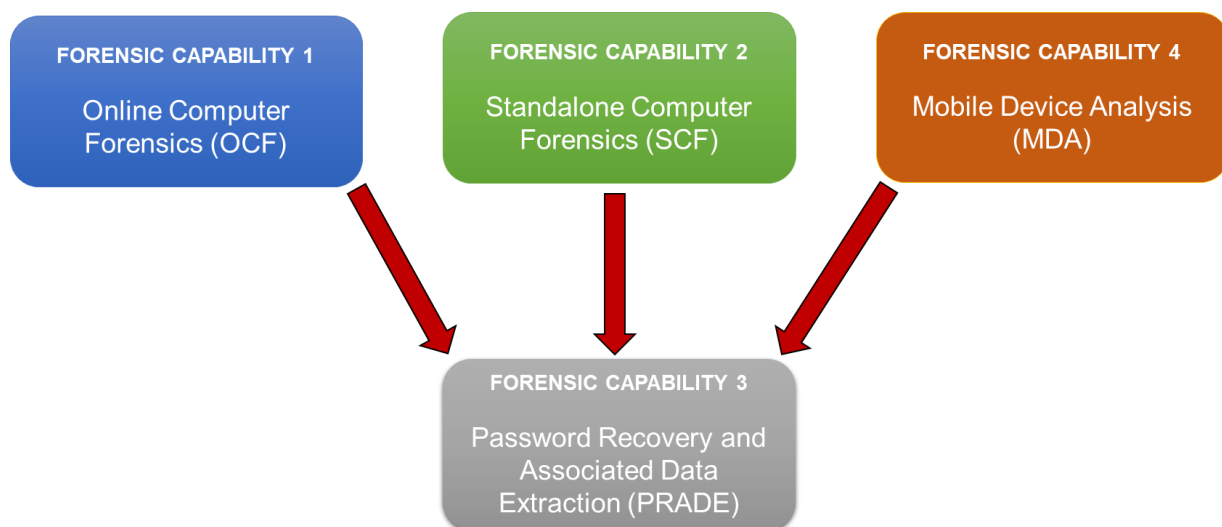 FORENSIC CAPABILITY 1
Online Computer
Forensics (OCF)
FORENSIC CAPABILITY 2
Standalone Computer
Forensics (SCF)
FORENSIC CAPABILITY 4
Mobile Device Analysis
(MDA)
FORENSIC CAPABILITY 3
Password Recovery and
Associated Data
Extraction (PRADE)